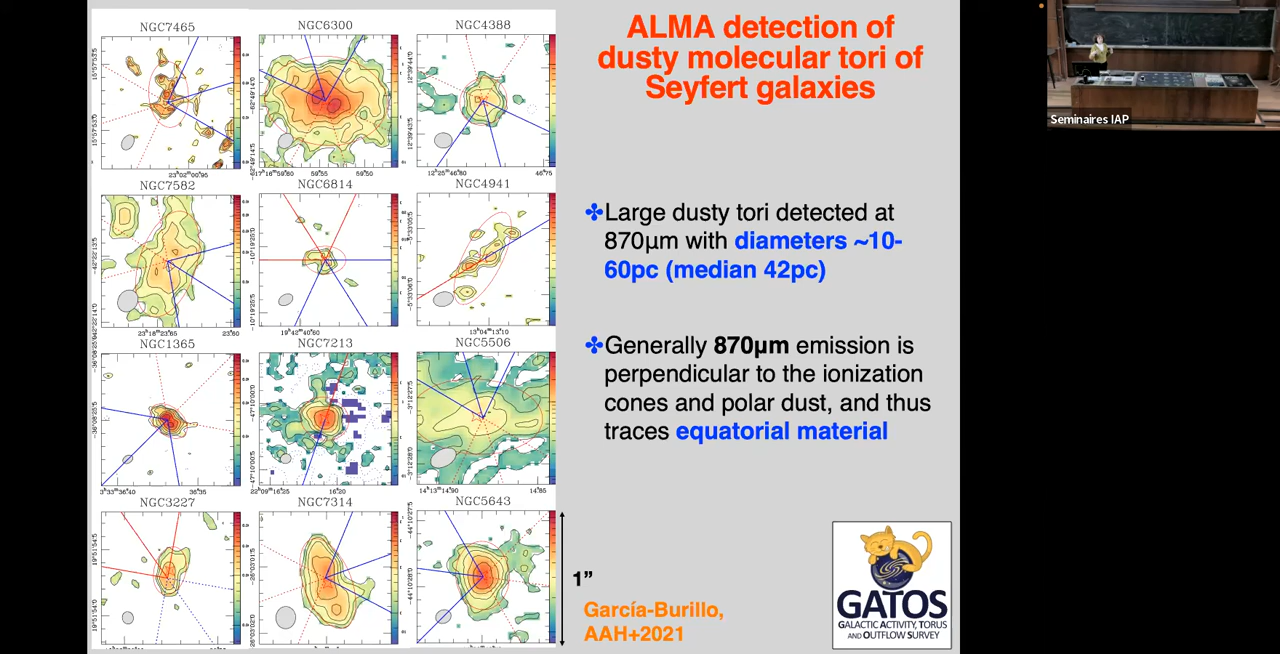 ALMA detection of
dusty molecular tori of
Seyfert galaxies
Seminaires IAP
NGC7465
NGC6300
NGC4388
NGC7582
NGC6814
NGC4941
NGC1365
NGC7213
NGC5506
NGC3227
NGC7314
NGC5643
✤Large dusty tori detected at
870µm with diameters ~10-
60pc (median 42pc)
✤Generally 870µm emission is
perpendicular to the ionization
cones and polar dust, and thus
traces equatorial material
1”
García-Burillo,
AAH+2021
GATOS
GALACTIC ACTIVITY, TORUS
AND OUTFLOW SURVEY